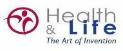 Health
& Life
The Art of Invention